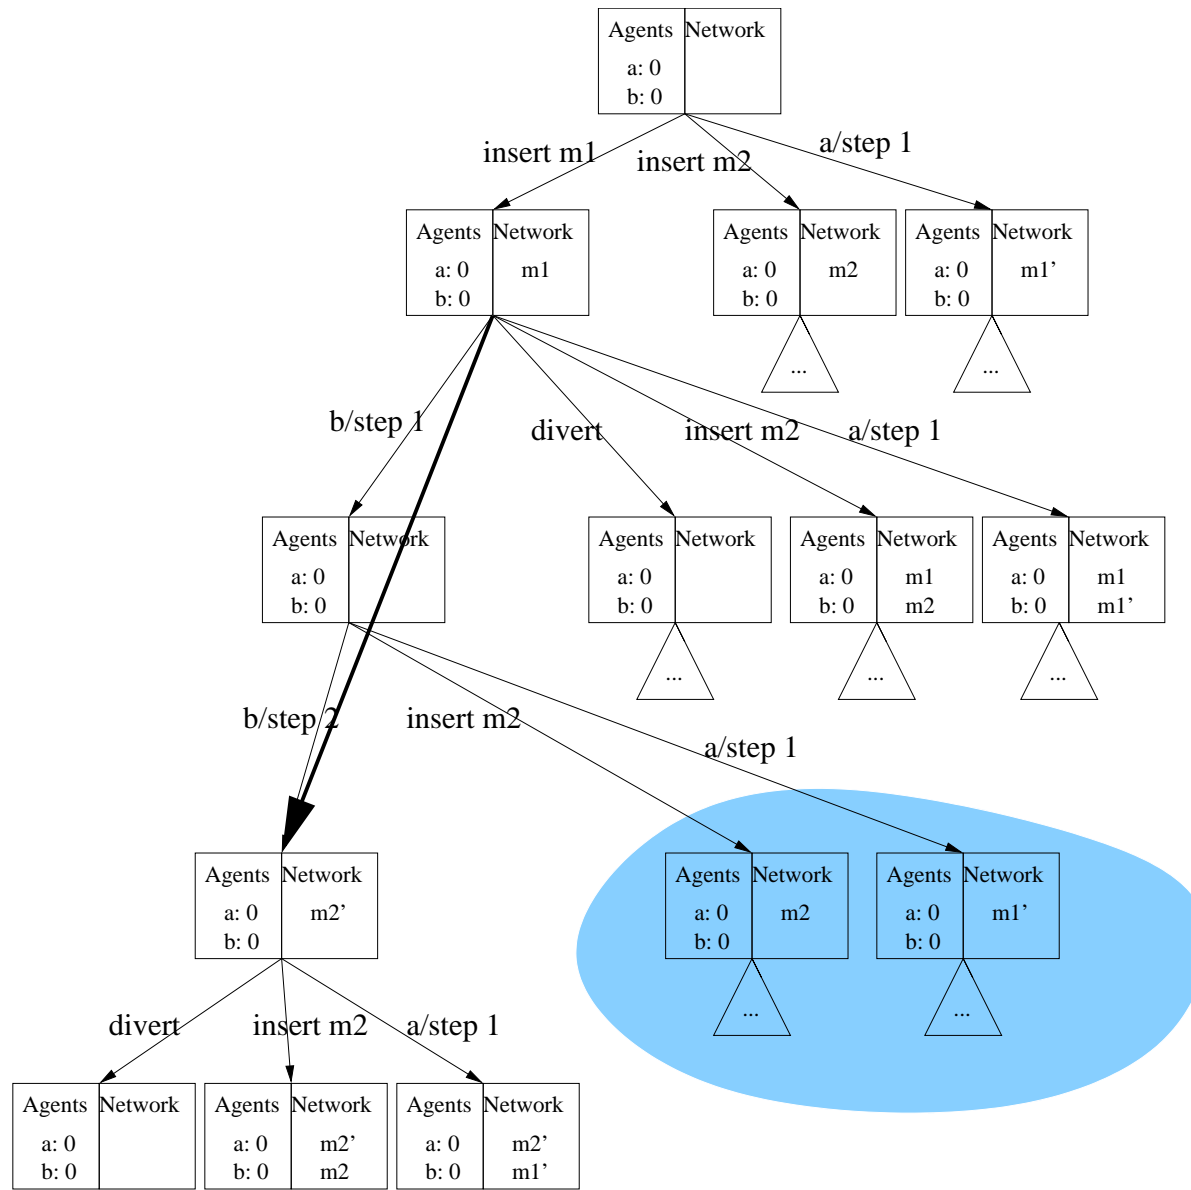 Agents Network
a: 0
b: 0
insert m1
insert m2
a/step 1
Agents Network
a: 0 m1
b: 0
Agents Network
a: 0 m2
b: 0
...
Agents Network
a: 0 m1’
b: 0
...
b/step 1
divert
insert m2
a/step 1
Agents Network
a: 0
b: 0
Agents Network
a: 0
b: 0
...
Agents Network
a: 0 m1
b: 0 m2
...
Agents Network
a: 0 m1
b: 0 m1’
...
b/step 2
insert m2
a/step 1
Agents Network
a: 0 m2’
b: 0
Agents Network
a: 0 m2
b: 0
...
Agents Network
a: 0 m1’
b: 0
...
divert
insert m2
a/step 1
Agents Network
a: 0
b: 0
Agents Network
a: 0 m2’
b: 0 m2
Agents Network
a: 0 m2’
b: 0 m1’